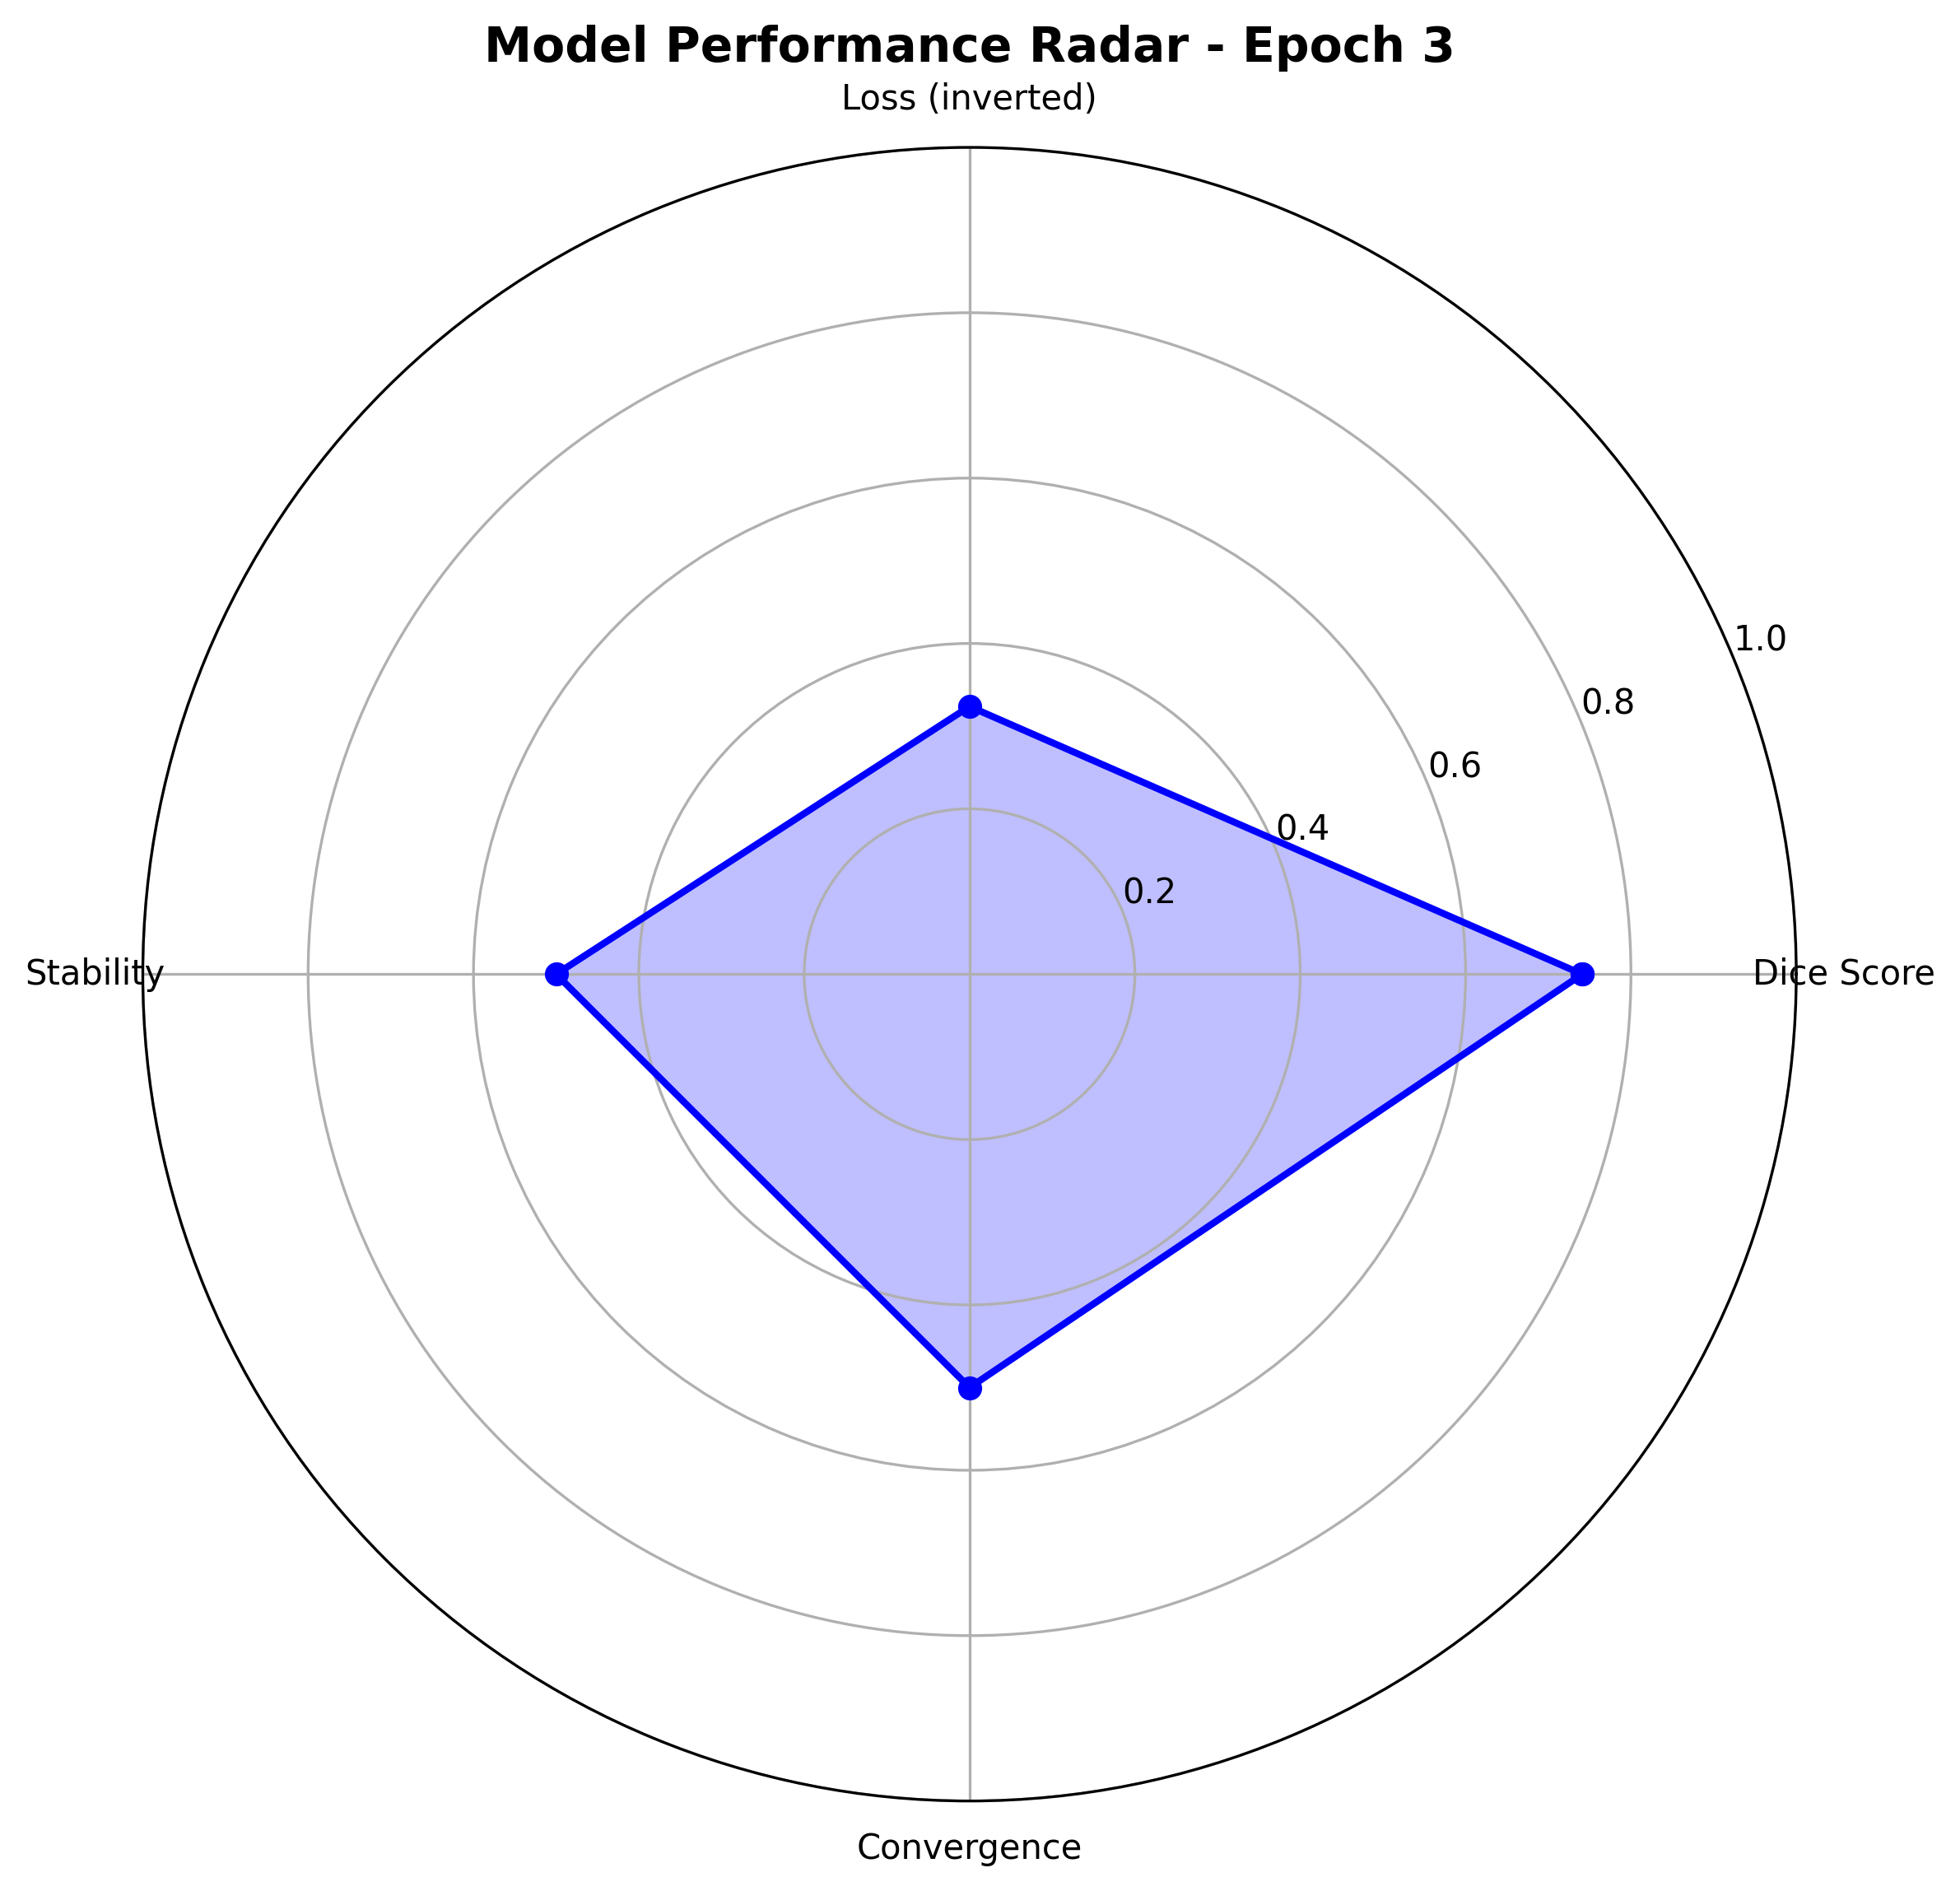 Model Performance Radar - Epoch 3
Loss (inverted)
1.0
0.8
0.6
0.4
0.2
Stability
Dice Score
Convergence